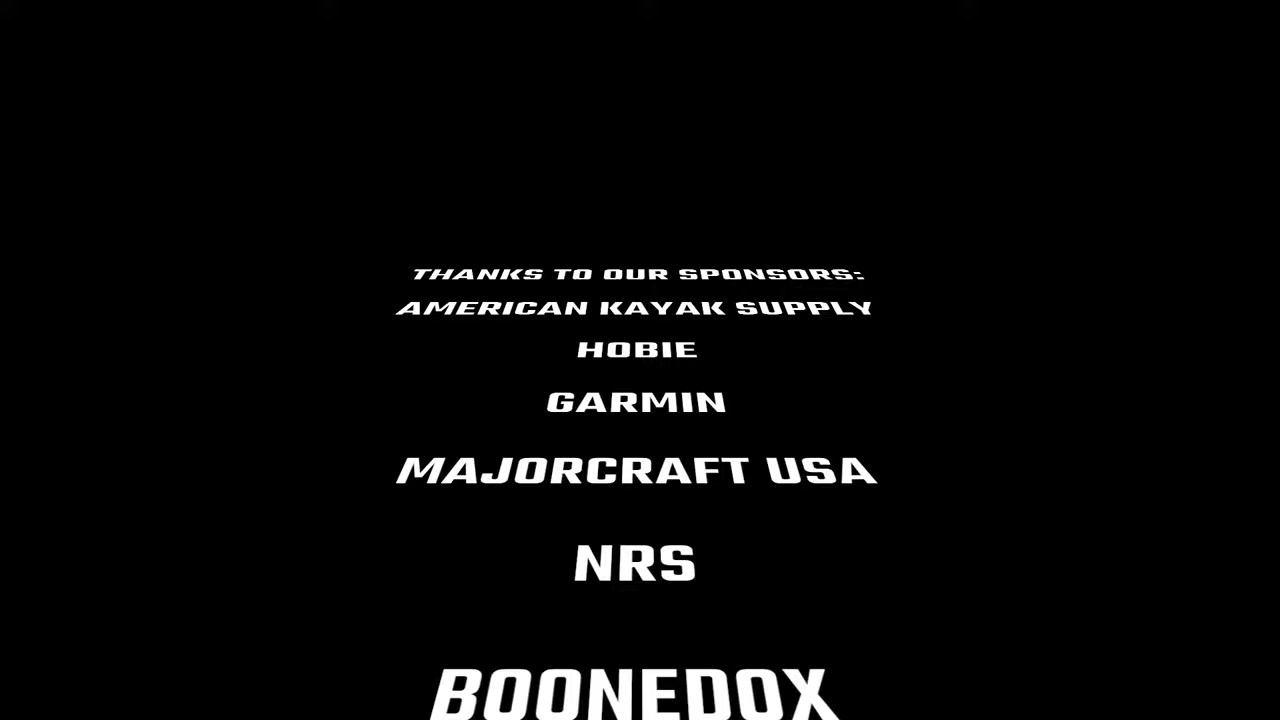 THANKS TO OUR SPONSORS:
AMERICAN KAYAK SUPPLY
HOBIE
GARMIN
MAJORCRAFT USA
NRS
BOONEDOX